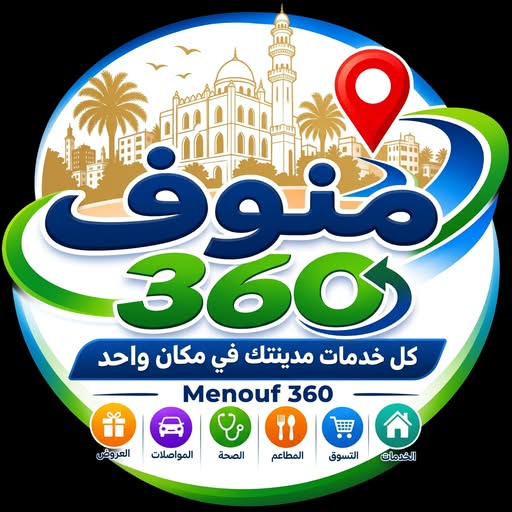 منوف
360
كل خدمات مدينتك في مكان واحد
Menouf 360
الخدمات التسوق المطاعم الصحة المواصلات العروض